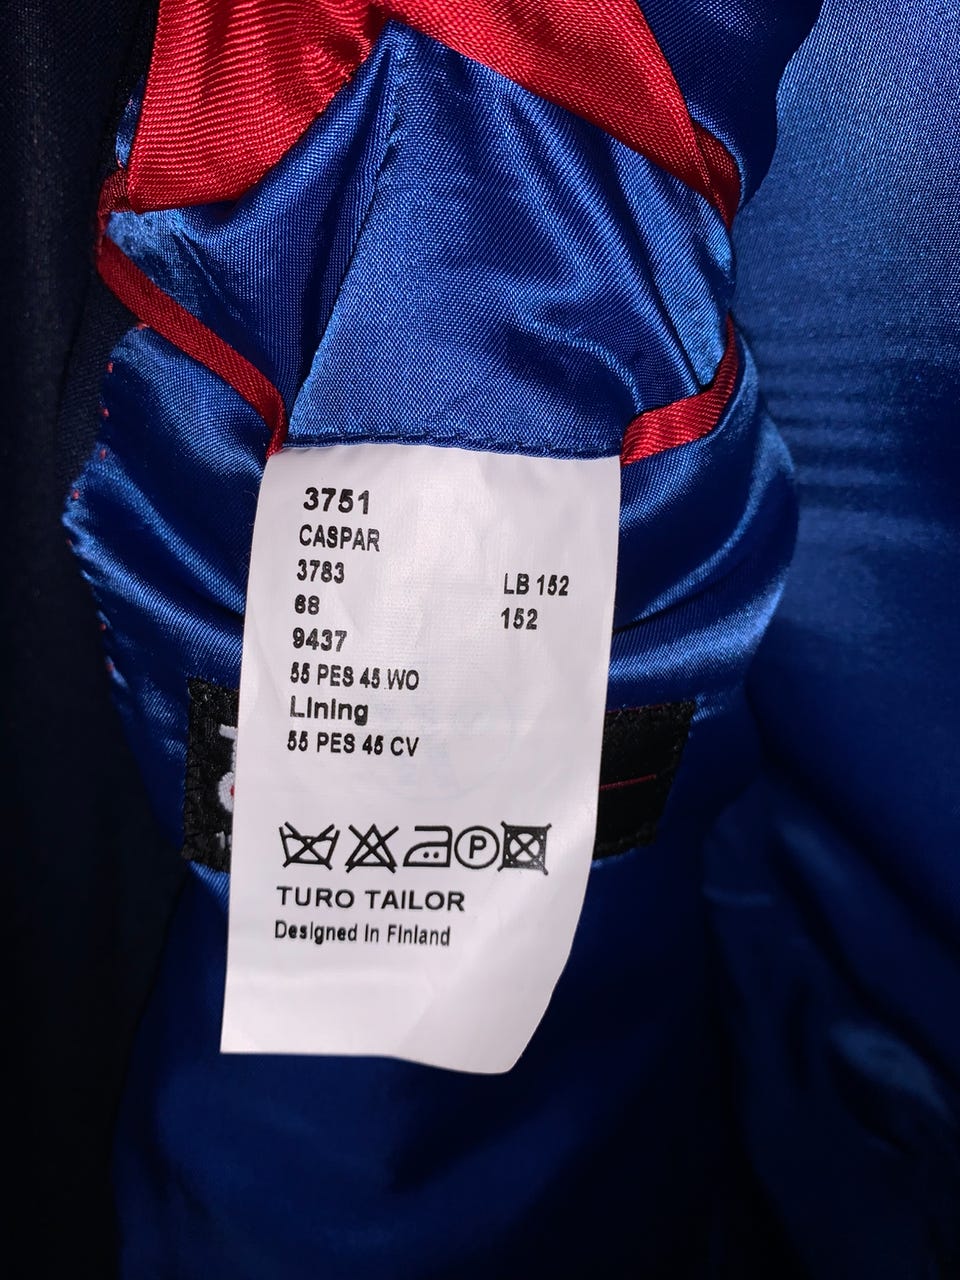 3751
CASPAR
3783 LB 152
68 152
9437
55 PES 45 WO
Lining
55 PES 45 CV
P
TURO TAILOR
Designed in Finland